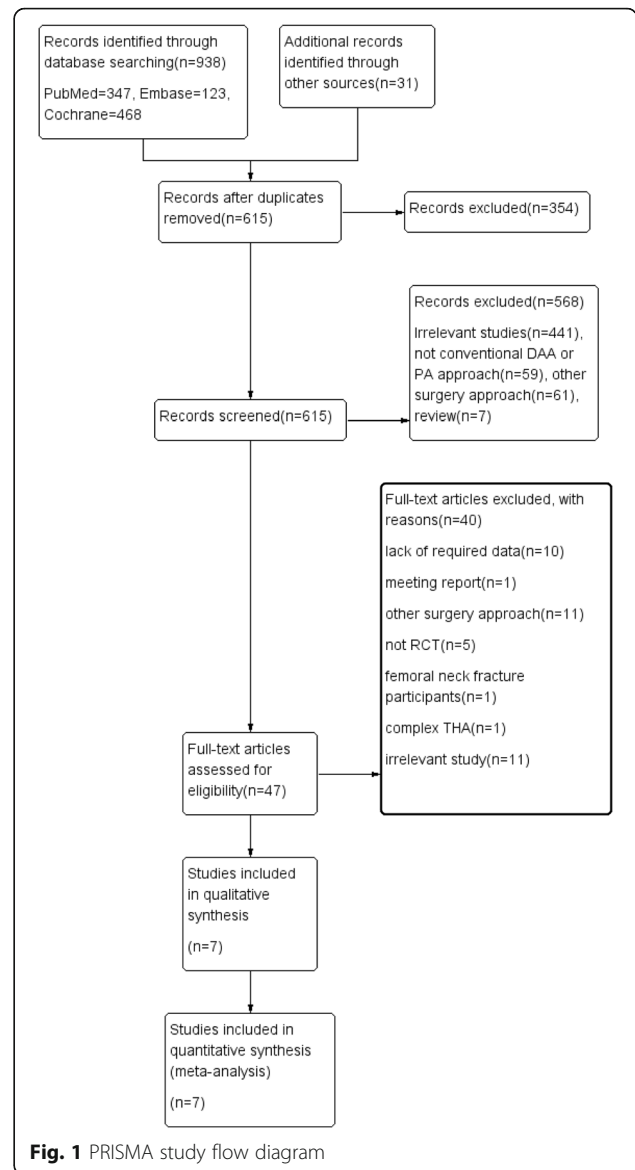 Records identified through
database searching(n=938)
PubMed=347, Embase=123,
Cochrane=468
Additional records
identified through
other sources(n=31)
Records after duplicates
removed(n=615)
Records excluded(n=354)
Records excluded(n=568)
Irrelevant studies(n=441),
not conventional DAA or
PA approach(n=59), other
surgery approach(n=61),
review(n=7)
Records screened(n=615)
Full-text articles excluded, with
reasons(n=40)
lack of required data(n=10)
meeting report(n=1)
other surgery approach(n=11)
not RCT(n=5)
femoral neck fracture
participants(n=1)
complex THA(n=1)
irrelevant study(n=11)
Full-text articles
assessed for
eligibility(n=47)
Studies included
in qualitative
synthesis
(n=7)
Studies included in
quantitative synthesis
(meta-analysis)
(n=7)
Fig. 1 PRISMA study flow diagram